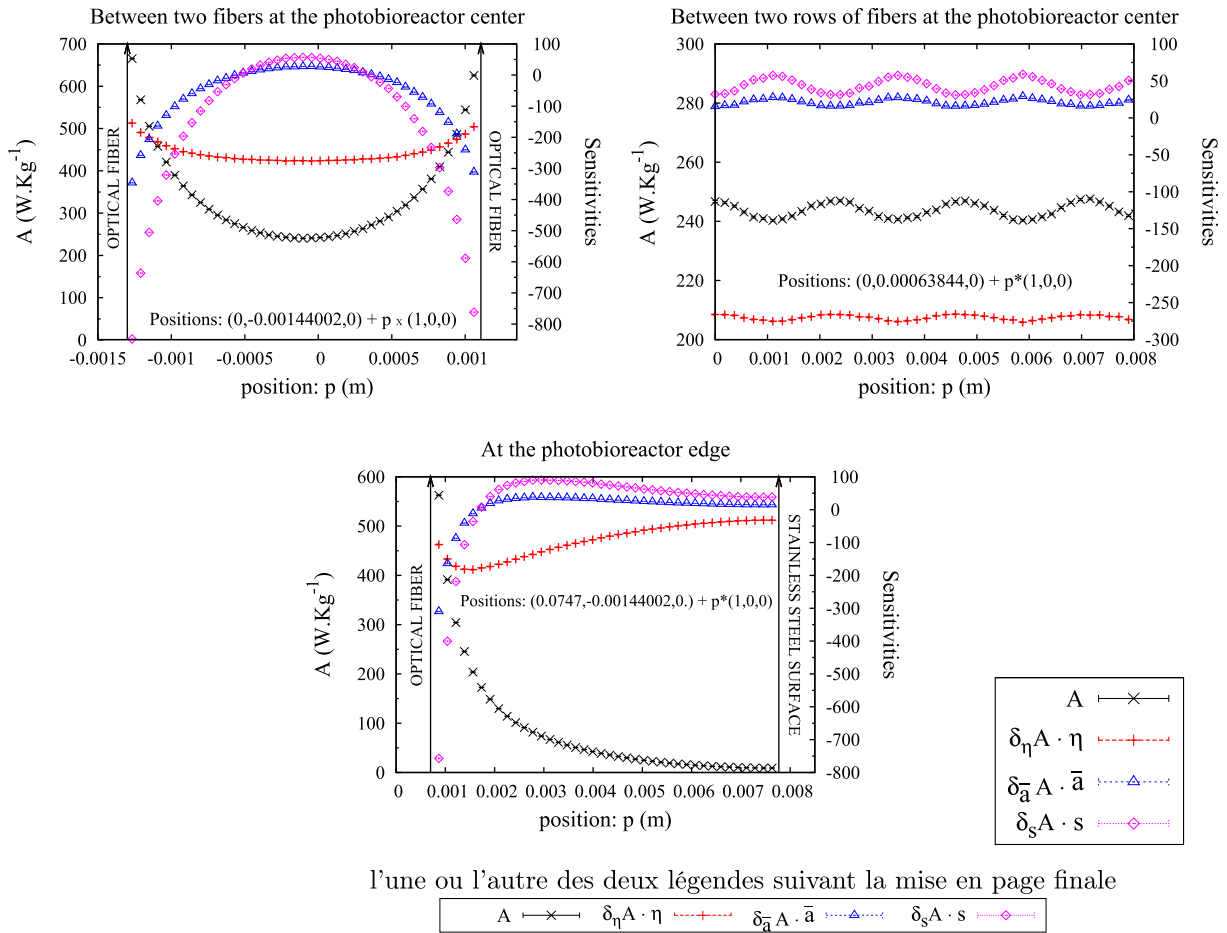 Between two fibers at the photobioreactor center
700
600
500
400
300
200
100
0
100
0
-100
-200
-300
-400
-500
-600
-700
-800
A (W.Kg-1)
Sensitivities
OPTICAL FIBER
OPTICAL FIBER
Positions: (0,-0.00144002,0) + p x (1,0,0)
-0.0015 -0.001 -0.0005 0 0.0005 0.001
position: p (m)
Between two rows of fibers at the photobioreactor center
300
280
260
240
220
200
100
50
0
-50
-100
-150
-200
-250
-300
A (W.Kg-1)
Sensitivities
Positions: (0,0.00063844,0) + p*(1,0,0)
0 0.001 0.002 0.003 0.004 0.005 0.006 0.007 0.008
position: p (m)
At the photobioreactor edge
600
500
400
300
200
100
0
100
0
-100
-200
-300
-400
-500
-600
-700
-800
A (W.Kg-1)
Sensitivities
OPTICAL FIBER
STAINLESS STEEL SURFACE
Positions: (0.0747,-0.00144002,0.) + p*(1,0,0)
0 0.001 0.002 0.003 0.004 0.005 0.006 0.007 0.008
position: p (m)
A
δηA · η
δa̅ A · a̅
δsA · s
l'une ou l'autre des deux légendes suivant la mise en page finale
A δηA · η δa̅ A · a̅ δsA · s